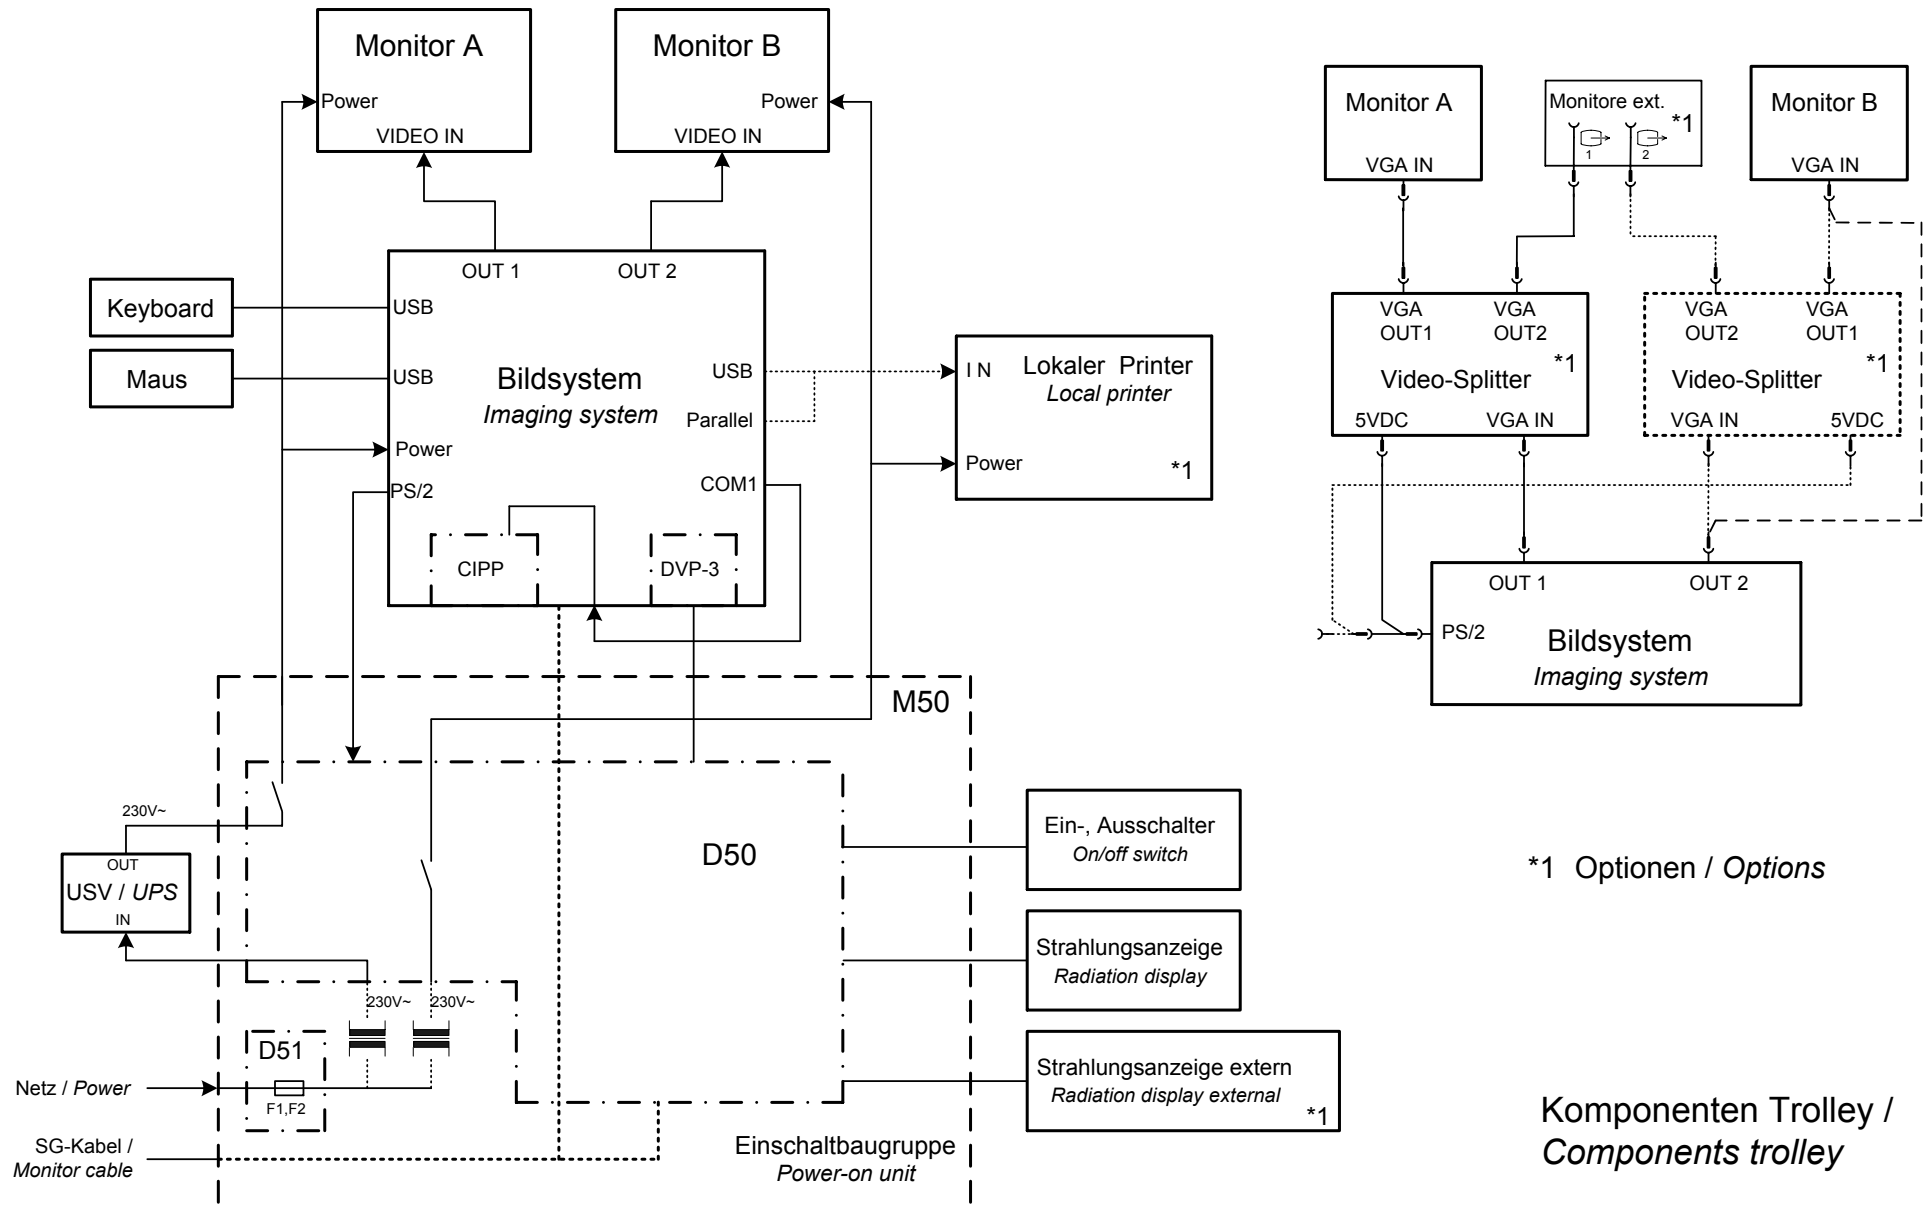 Monitor A
Power
VIDEO IN
Monitor B
Power
VIDEO IN
OUT 1
OUT 2
Keyboard
USB
Maus
USB
Bildsystem
Imaging system
USB
Parallel
Power
PS/2
COM1
CIPP
DVP-3
I N
Lokaler Printer
Local printer
Power
*1
M50
230V~
OUT
USV / UPS
IN
D50
230V~
230V~
D51
F1,F2
Netz / Power
SG-Kabel /
Monitor cable
Einschaltbaugruppe
Power-on unit
Ein-, Ausschalter
On/off switch
Strahlungsanzeige
Radiation display
Strahlungsanzeige extern
Radiation display external
*1
Monitor A
VGA IN
Monitore ext.
*1
1
2
Monitor B
VGA IN
VGA
OUT1
VGA
OUT2
*1
Video-Splitter
5VDC
VGA IN
VGA
OUT2
VGA
OUT1
*1
Video-Splitter
VGA IN
5VDC
OUT 1
OUT 2
PS/2
Bildsystem
Imaging system
*1 Optionen / Options
Komponenten Trolley /
Components trolley